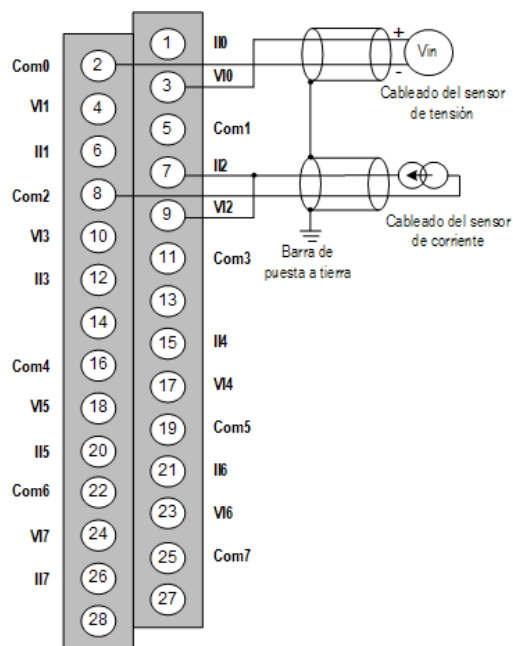 1 II0
Com0 2
3 VI0
+
Vin
-
Cableado del sensor
de tensión
VI1 4
5 Com1
II1 6
7 II2
Com2 8
9 VI2
Cableado del sensor
de corriente
VI3 10
11 Com3
Barra de
puesta a tierra
II3 12
13
14
15 II4
Com4 16
17 VI4
VI5 18
19 Com5
II5 20
21 II6
Com6 22
23 VI6
VI7 24
25 Com7
II7 26
27
28